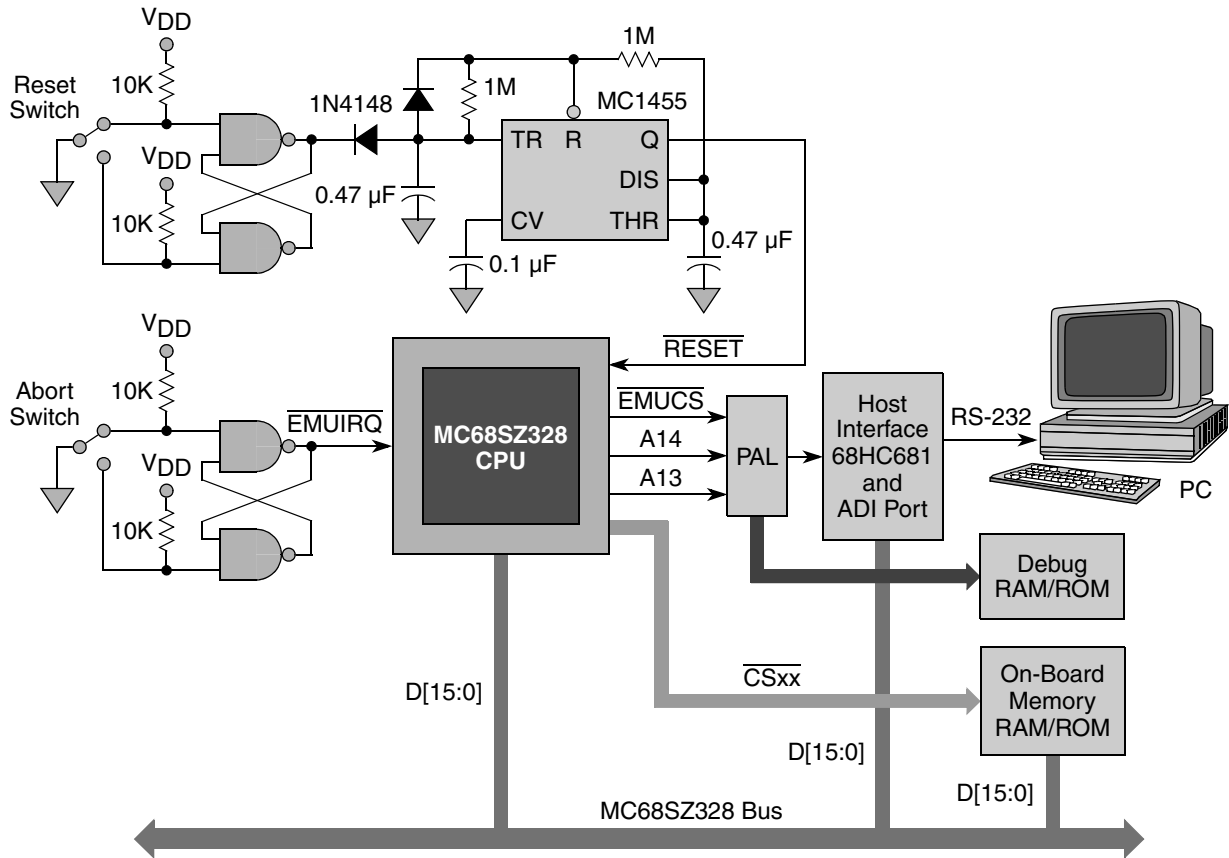 VDD
10K
Reset
Switch
VDD
10K
1N4148
0.47 µF
1M
1M
MC1455
TR
R
Q
DIS
CV
THR
0.1 µF
0.47 µF
VDD
10K
Abort
Switch
VDD
10K
EMUIRQ
MC68SZ328
CPU
RESET
EMUCS
A14
A13
PAL
Host
Interface
68HC681
and
ADI Port
RS-232
PC
Debug
RAM/ROM
CSxx
On-Board
Memory
RAM/ROM
D[15:0]
D[15:0]
D[15:0]
MC68SZ328 Bus